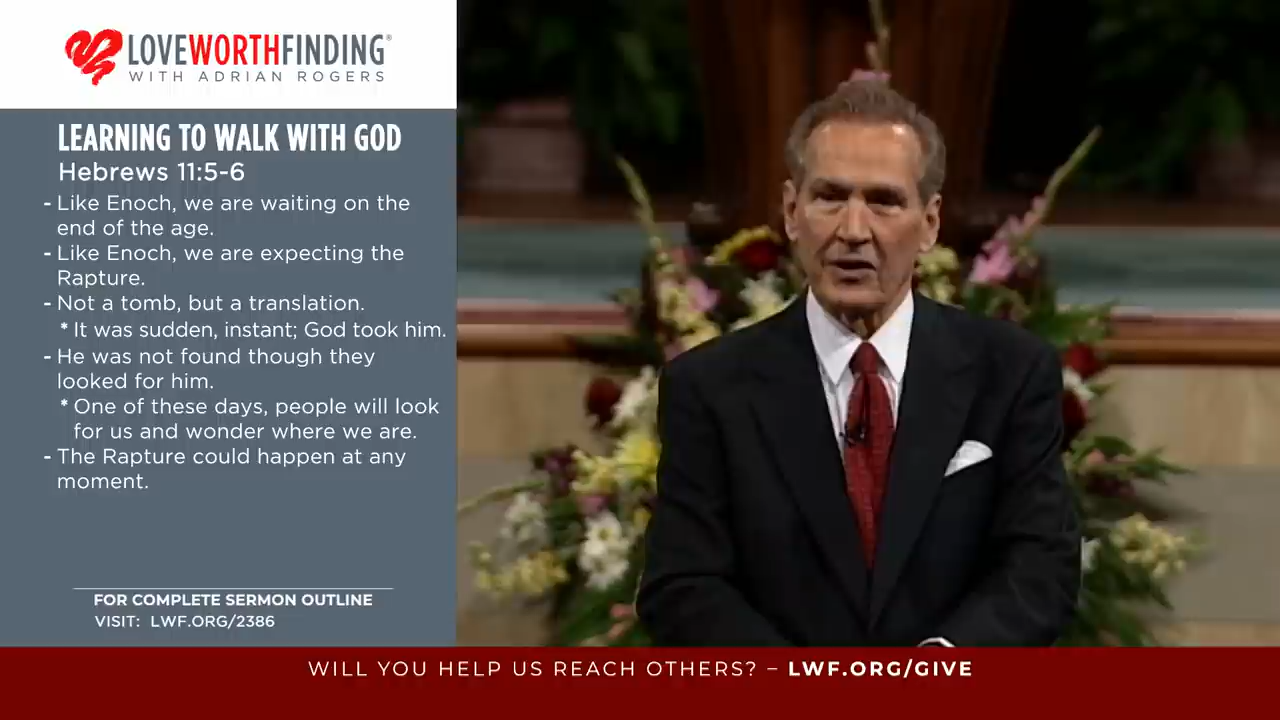 LOVEWORTHFINDING®
WITH ADRIAN ROGERS
LEARNING TO WALK WITH GOD
Hebrews 11:5-6
- Like Enoch, we are waiting on the
end of the age.
- Like Enoch, we are expecting the
Rapture.
- Not a tomb, but a translation.
* It was sudden, instant; God took him.
- He was not found though they
looked for him.
* One of these days, people will look
for us and wonder where we are.
- The Rapture could happen at any
moment.
FOR COMPLETE SERMON OUTLINE
VISIT: LWF.ORG/2386
WILL YOU HELP US REACH OTHERS? – LWF.ORG/GIVE